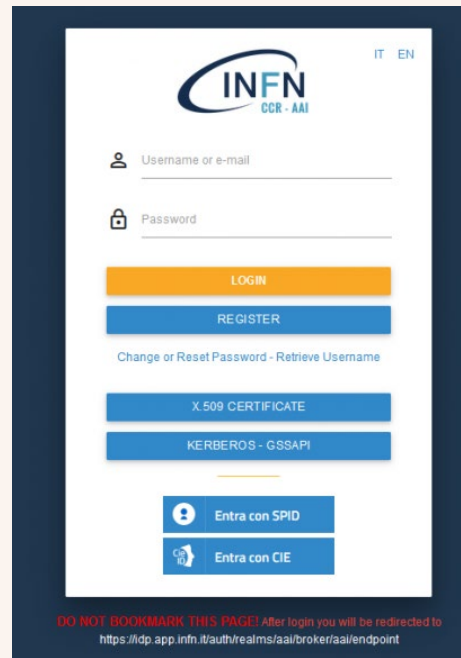 IT EN
INFN
CCR - AAI
Username or e-mail
Password
LOGIN
REGISTER
Change or Reset Password - Retrieve Username
X.509 CERTIFICATE
KERBEROS - GSSAPI
Entra con SPID
Cie ID Entra con CIE
DO NOT BOOKMARK THIS PAGE! After login you will be redirected to
https://idp.app.infn.it/auth/realms/aai/broker/aai/endpoint